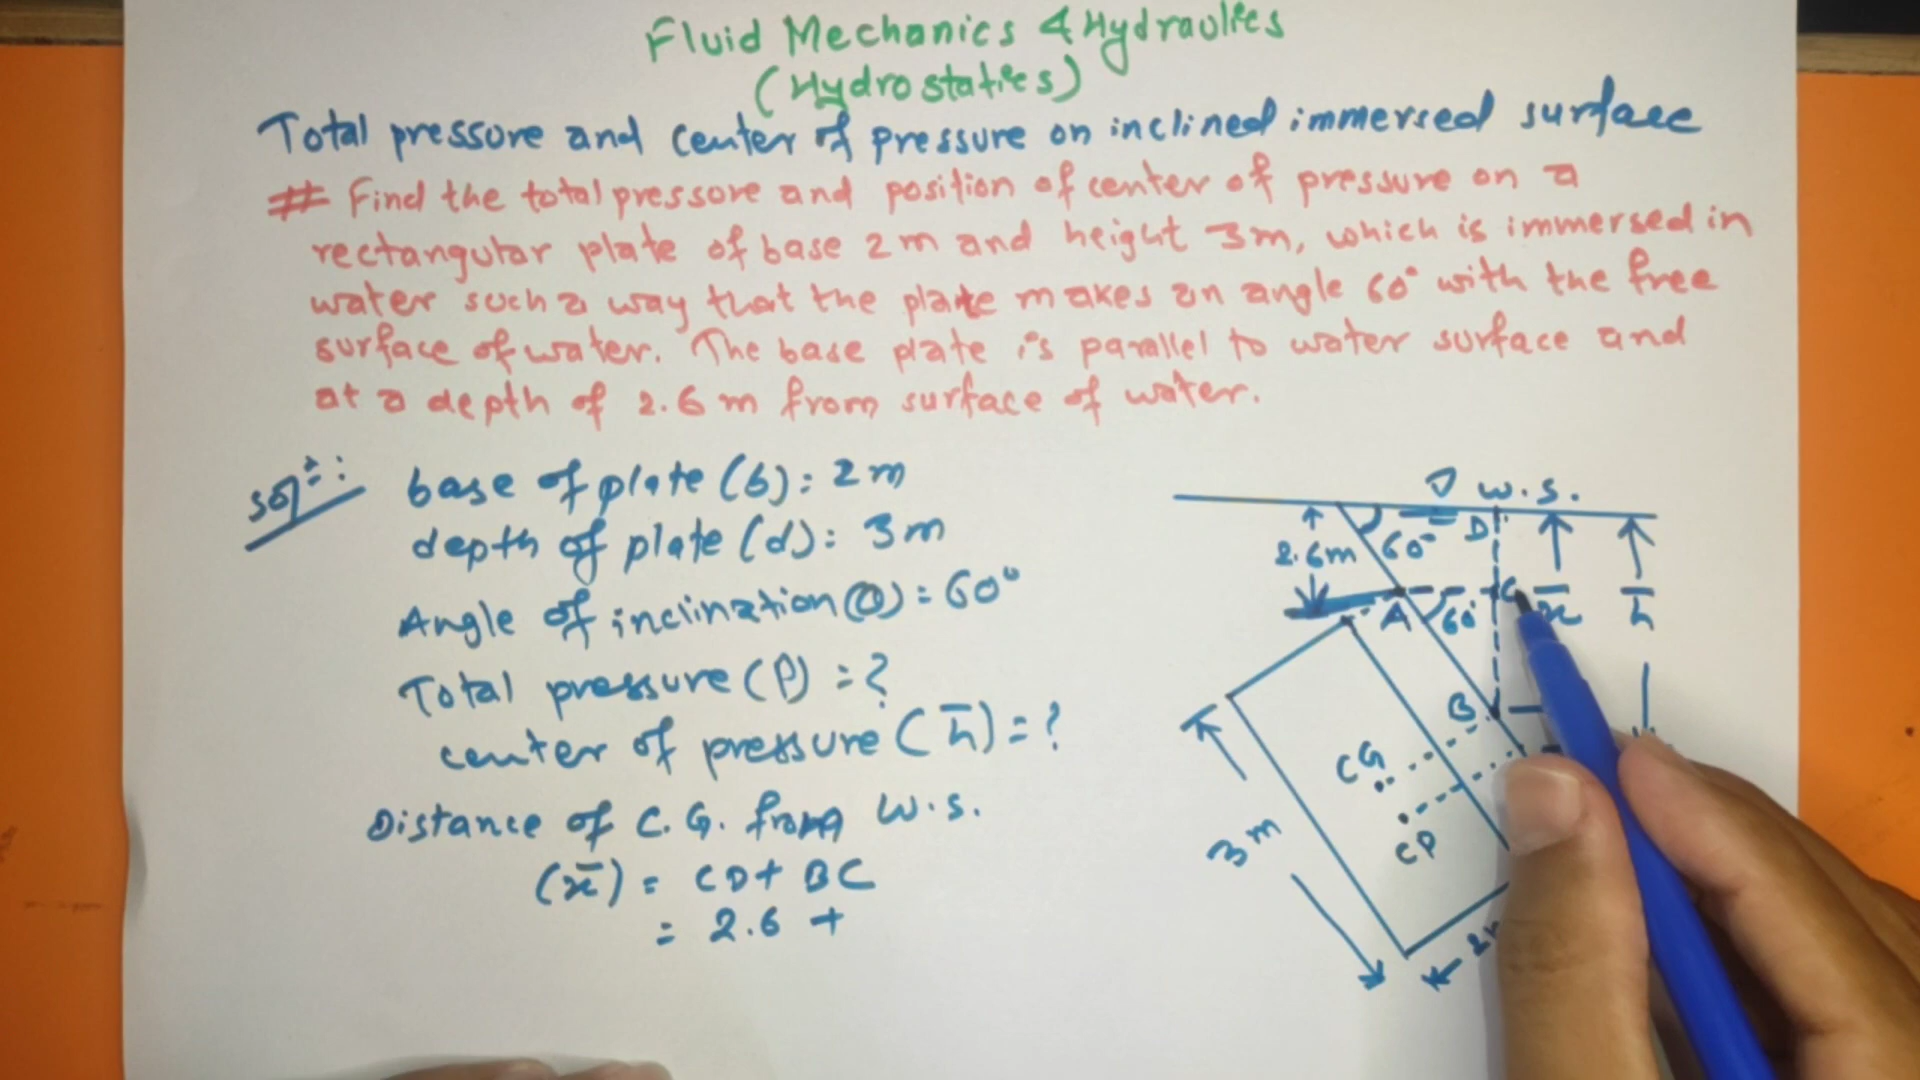 Fluid Mechanics & Hydraulics
(Hydrostatics)
Total pressure and center of pressure on inclined immersed surface
# Find the total pressure and position of center of pressure on a
rectangular plate of base 2m and height 3m, which is immersed in
water such a way that the plate makes an angle 60° with the free
surface of water. The base plate is parallel to water surface and
at a depth of 2.6 m from surface of water.
Solⁿ:
base of plate (b): 2m
depth of plate (d): 3m
Angle of inclination (θ) = 60°
Total pressure (P) = ?
center of pressure (h̄) = ?
Distance of C.G. from W.S.
(x̄) = CD + BC
= 2.6 +
W.S.
2.6m
60°
D
A
60°
C
x̄
h̄
B
CG
CP
3m